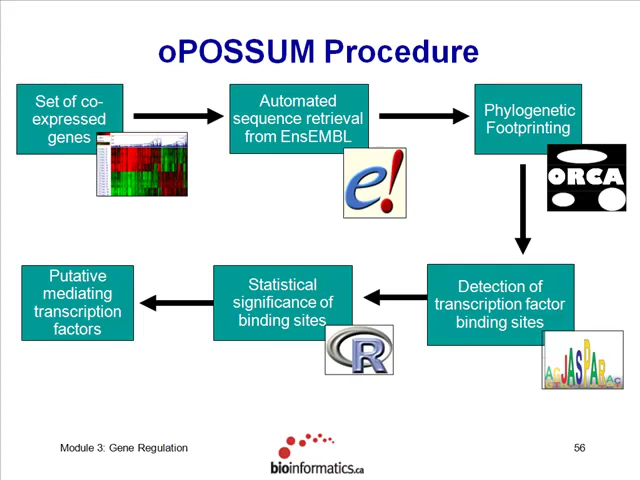 oPOSSUM Procedure
Set of co-
expressed
genes
Automated
sequence retrieval
from EnsEMBL
Phylogenetic
Footprinting
e!
ORCA
Putative
mediating
transcription
factors
Statistical
significance of
binding sites
Detection of
transcription factor
binding sites
R
JASPAR
Module 3: Gene Regulation
bioinformatics.ca
56